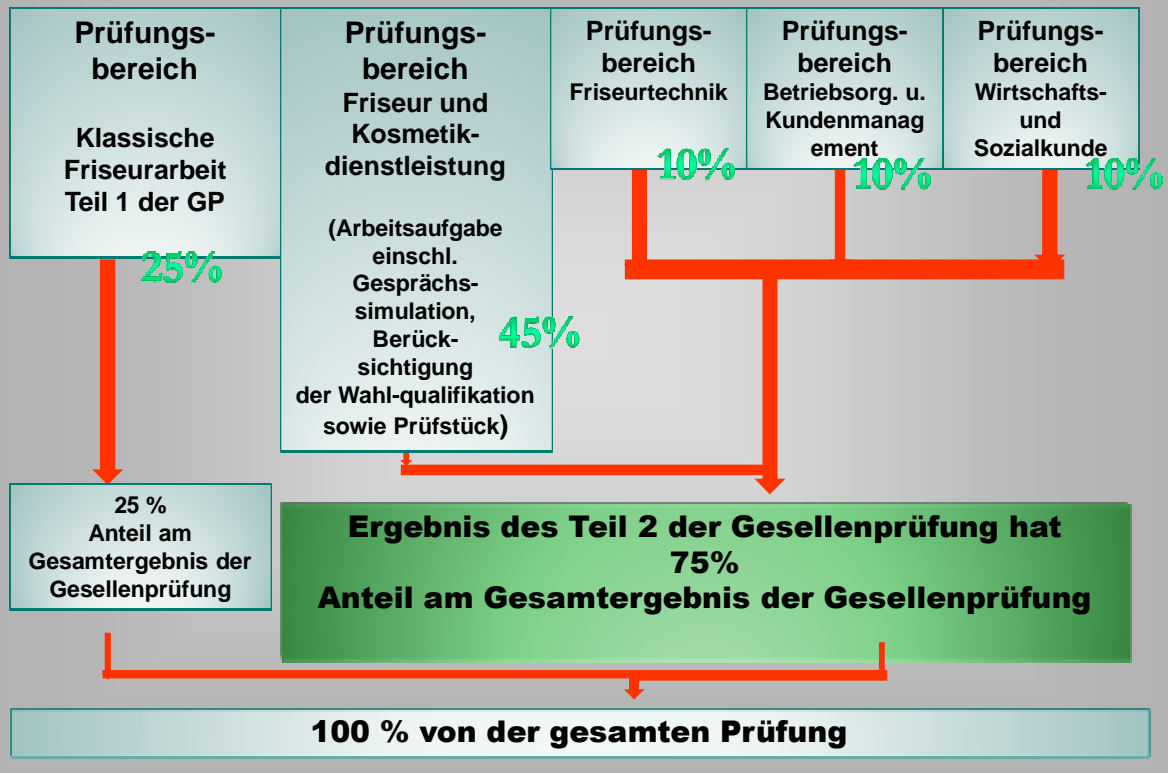 Prüfungs-
bereich
Klassische
Friseurarbeit
Teil 1 der GP
25%
Prüfungs-
bereich
Friseur und
Kosmetik-
dienstleistung
(Arbeitsaufgabe
einschl.
Gesprächs-
simulation,
Berück-
sichtigung
der Wahl-qualifikation
sowie Prüfstück)
45%
Prüfungs-
bereich
Friseurtechnik
10%
Prüfungs-
bereich
Betriebsorg. u.
Kundenmanag
ement
10%
Prüfungs-
bereich
Wirtschafts-
und
Sozialkunde
10%
25 %
Anteil am
Gesamtergebnis der
Gesellenprüfung
Ergebnis des Teil 2 der Gesellenprüfung hat
75%
Anteil am Gesamtergebnis der Gesellenprüfung
100 % von der gesamten Prüfung